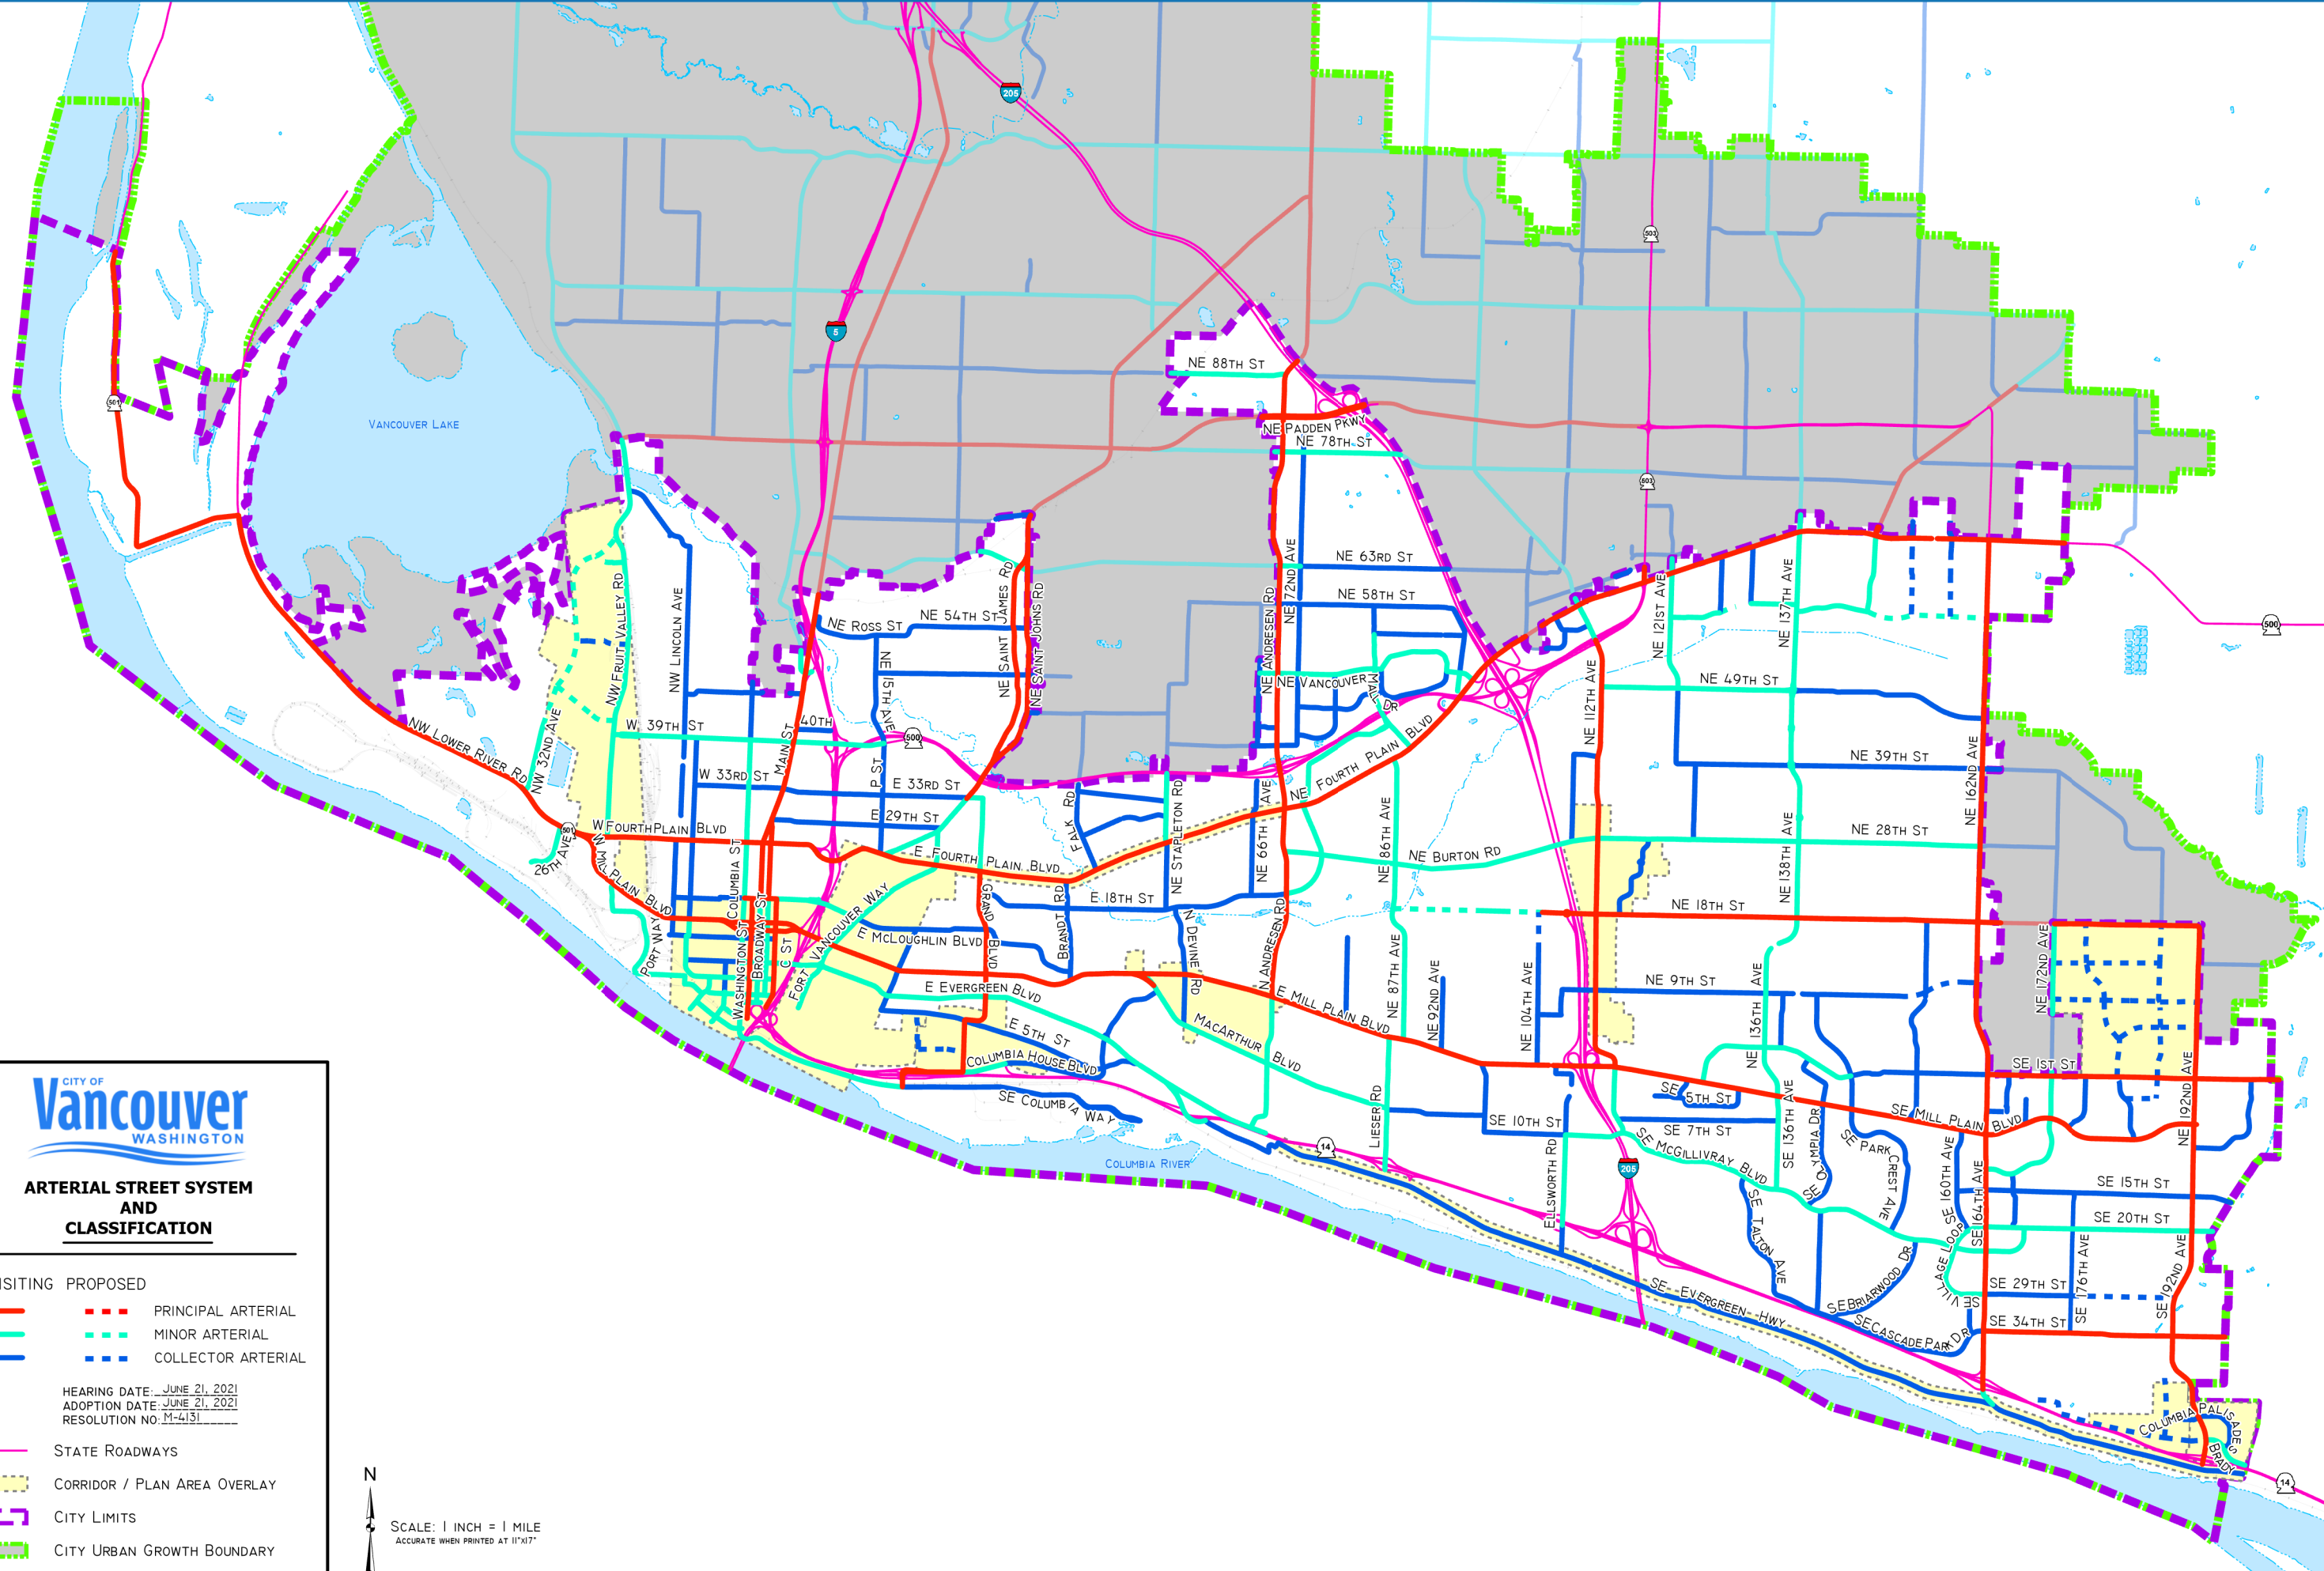 205
503
5
NE 88TH ST
501
VANCOUVER LAKE
NE PADDEN PKWY
NE 78TH ST
503
NE 63RD ST
NE 72ND AVE
NE ANDRESEN RD
NE 58TH ST
NE 54TH ST
NE ROSS ST
NE SAINT JAMES RD
NE SAINT JOHNS RD
NW FRUIT VALLEY RD
NW LINCOLN AVE
NE 15TH AVE
NE 121ST AVE
NE 137TH AVE
500
NE 49TH ST
NE VANCOUVER MALL DR
NE 112TH AVE
NW LOWER RIVER RD
NW 32ND AVE
W 39TH ST
40TH
500
MAIN ST
NE FOURTH PLAIN BLVD
NE 39TH ST
NE 162ND AVE
W 33RD ST
P ST
E 33RD ST
FALK RD
NE STAPLETON RD
NE 66TH AVE
NE 86TH AVE
E 29TH ST
501
W FOURTH PLAIN BLVD
26TH AVE
W MILL PLAIN BLVD
COLUMBIA ST
E FOURTH PLAIN BLVD
NE BURTON RD
NE 28TH ST
NE 138TH AVE
E 18TH ST
NE 18TH ST
GRAND BLVD
BRANDT RD
N DEVINE RD
N ANDRESEN RD
PORT WAY
WASHINGTON ST
BROADWAY ST
C ST
FORT VANCOUVER WAY
E MCLOUGHLIN BLVD
E EVERGREEN BLVD
E MILL PLAIN BLVD
NE 87TH AVE
NE 92ND AVE
NE 104TH AVE
NE 9TH ST
NE 136TH AVE
NE 172ND AVE
E 5TH ST
MACARTHUR BLVD
COLUMBIA HOUSE BLVD
SE 1ST ST
NE 192ND AVE
SE COLUMBIA WAY
LIESER RD
SE 10TH ST
SE 5TH ST
SE 7TH ST
SE MILL PLAIN BLVD
SE 136TH AVE
SE OLYMPIA DR
SE PARK CREST AVE
SE MCGILLIVRAY BLVD
14
205
COLUMBIA RIVER
ELLSWORTH RD
SE TALTON AVE
SE 160TH AVE
SE 164TH AVE
SE 15TH ST
SE 20TH ST
SE VILLAGE LOOP
SE 29TH ST
SE 176TH AVE
SE 192ND AVE
SE 34TH ST
SE BRIARWOOD DR
SE CASCADE PARK DR
SE EVERGREEN HWY
COLUMBIA PALISADES
BRADY
14
CITY OF
Vancouver
WASHINGTON
ARTERIAL STREET SYSTEM
AND
CLASSIFICATION
ISITING PROPOSED
PRINCIPAL ARTERIAL
MINOR ARTERIAL
COLLECTOR ARTERIAL
HEARING DATE: JUNE 21, 2021
ADOPTION DATE: JUNE 21, 2021
RESOLUTION NO: M-4131
STATE ROADWAYS
CORRIDOR / PLAN AREA OVERLAY
CITY LIMITS
CITY URBAN GROWTH BOUNDARY
N
SCALE: 1 INCH = 1 MILE
ACCURATE WHEN PRINTED AT 11"X17"